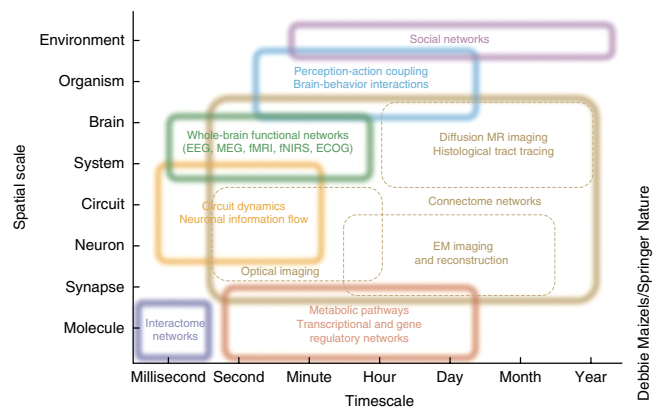 Environment
Social networks
Organism
Perception-action coupling
Brain-behavior interactions
Brain
Whole-brain functional networks
(EEG, MEG, fMRI, fNIRS, ECOG)
Diffusion MR imaging
Histological tract tracing
System
Circuit
Circuit dynamics
Neuronal information flow
Connectome networks
Neuron
EM imaging
and reconstruction
Optical imaging
Synapse
Metabolic pathways
Transcriptional and gene
regulatory networks
Molecule
Interactome
networks
Spatial scale
Millisecond Second Minute Hour Day Month Year
Timescale
Debbie Maizels/Springer Nature